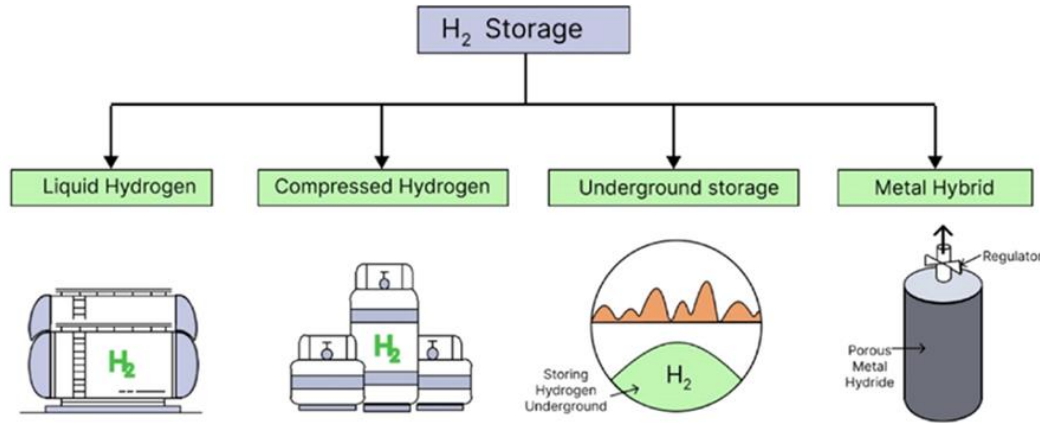 H₂ Storage
Liquid Hydrogen
Compressed Hydrogen
Underground storage
Metal Hybrid
H₂
H₂
Storing
Hydrogen
Underground
H₂
Regulator
Porous
Metal
Hydride